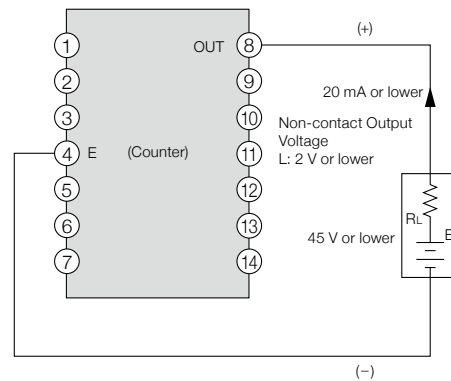 1
2
3
4 E
5
6
7
(Counter)
OUT 8
9
10
11
12
13
14
(+)
20 mA or lower
Non-contact Output
Voltage
L: 2 V or lower
45 V or lower
RL
E
(−)